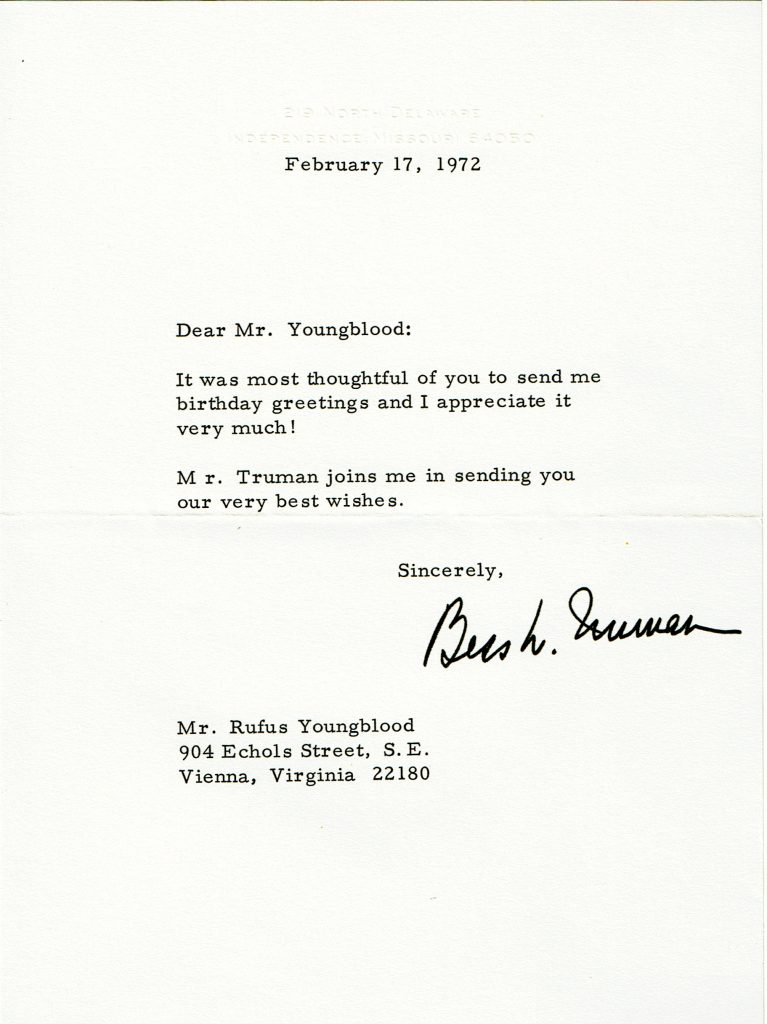 219 North Delaware
Independence, Missouri 64050
February 17, 1972
Dear Mr. Youngblood:
It was most thoughtful of you to send me
birthday greetings and I appreciate it
very much!
M r. Truman joins me in sending you
our very best wishes.
Sincerely,
Bess W. Truman
Mr. Rufus Youngblood
904 Echols Street, S. E.
Vienna, Virginia 22180